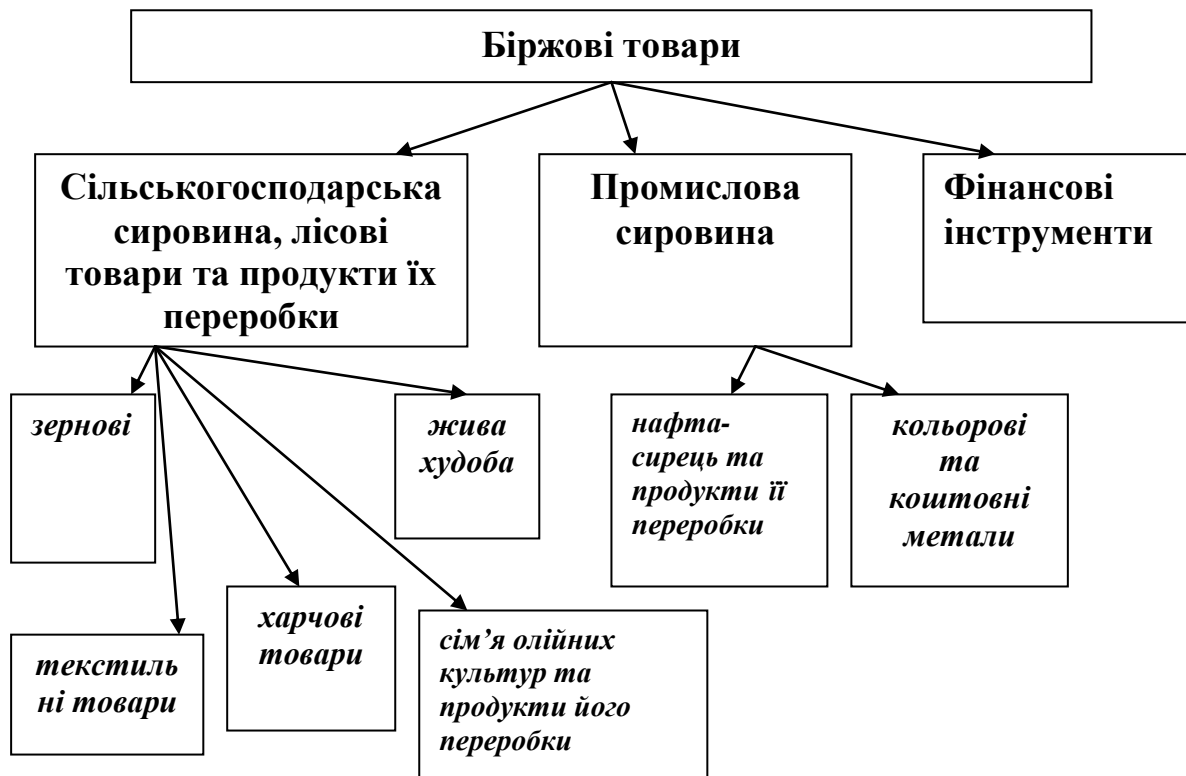 Біржові товари
Сільськогосподарська
сировина, лісові
товари та продукти їх
переробки
Промислова
сировина
Фінансові
інструменти
зернові
жива
худоба
нафта-
сирець та
продукти її
переробки
кольорові
та
коштовні
метали
текстиль
ні товари
харчові
товари
сім’я олійних
культур та
продукти його
переробки